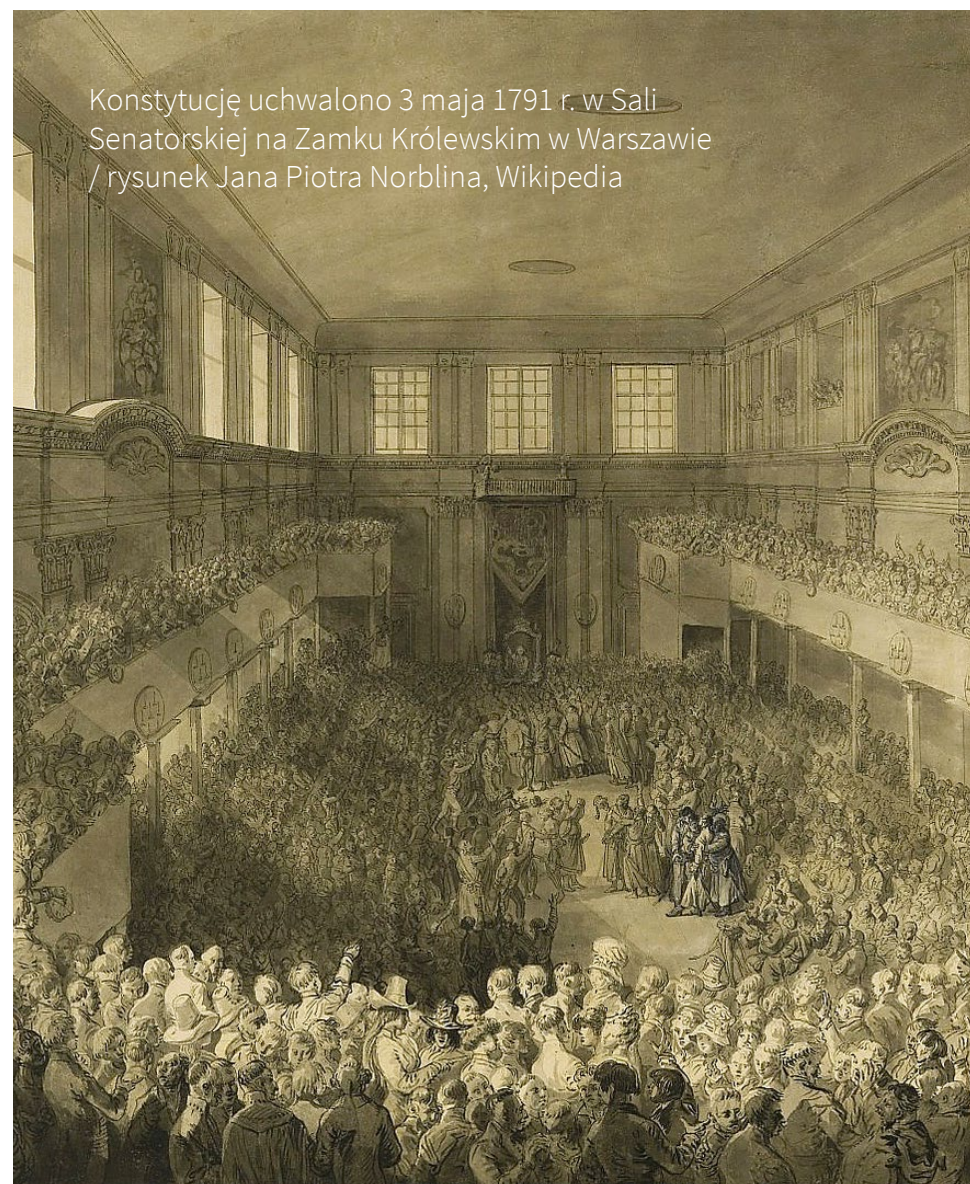 Konstytucję uchwalono 3 maja 1791 r. w Sali
Senatorskiej na Zamku Królewskim w Warszawie
/ rysunek Jana Piotra Norblina, Wikipedia